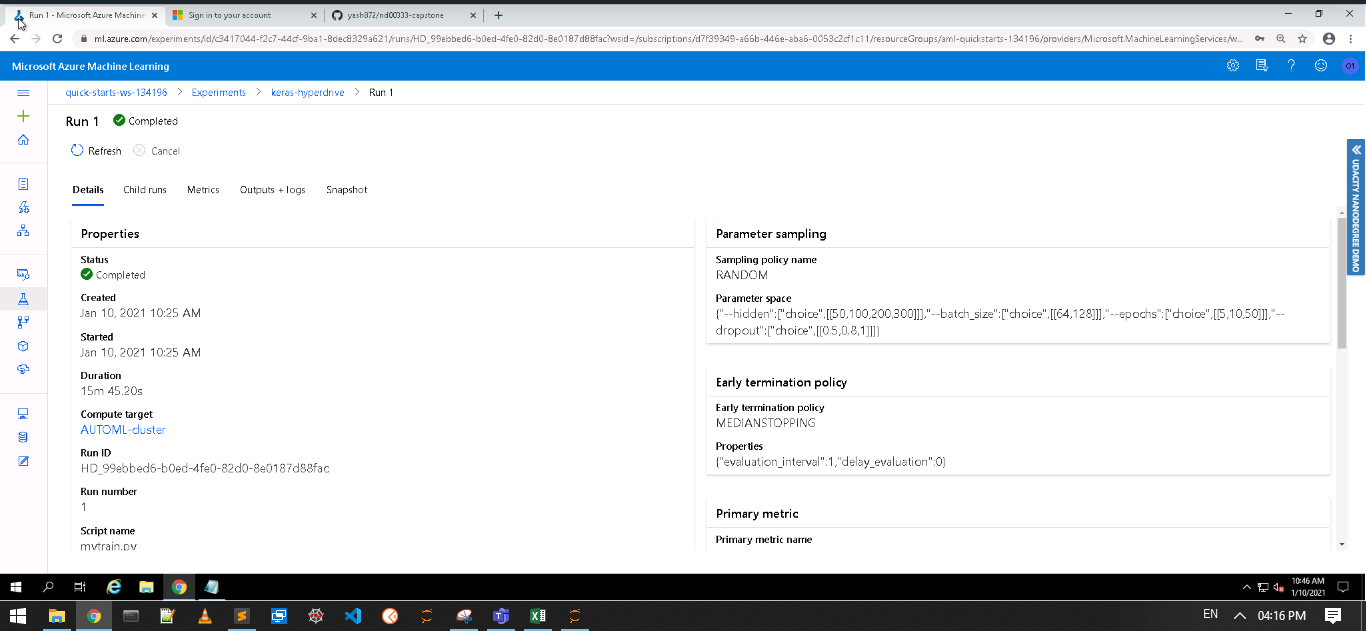 Run 1 - Microsoft Azure Machine
Sign in to your account
yash872/nd00333-capstone
ml.azure.com/experiments/id/c3417044-f2c7-44cf-9ba1-8dec8329a621/runs/HD_99ebbed6-b0ed-4fe0-82d0-8e0187d88fac?wsid=/subscriptions/d7f39349-a66b-446e-aba6-0053c2cf1c11/resourceGroups/aml-quickstarts-134196/providers/Microsoft.MachineLearningServices/w...
Microsoft Azure Machine Learning
01
quick-starts-ws-134196 > Experiments > keras-hyperdrive > Run 1
Run 1 Completed
Refresh Cancel
UDACITY NANODEGREE DEMO
Details Child runs Metrics Outputs + logs Snapshot
Properties
Status
Completed
Created
Jan 10, 2021 10:25 AM
Started
Jan 10, 2021 10:25 AM
Duration
15m 45.20s
Compute target
AUTOML-cluster
Run ID
HD_99ebbed6-b0ed-4fe0-82d0-8e0187d88fac
Run number
1
Script name
mytrain.py
Parameter sampling
Sampling policy name
RANDOM
Parameter space
{"--hidden":["choice",[[50,100,200,300]]],"--batch_size":["choice",[[64,128]]],"--epochs":["choice",[[5,10,50]]],"--
dropout":["choice",[[0.5,0.8,1]]]}
Early termination policy
Early termination policy
MEDIANSTOPPING
Properties
{"evaluation_interval":1,"delay_evaluation":0}
Primary metric
Primary metric name
10:46 AM
1/10/2021
EN
04:16 PM